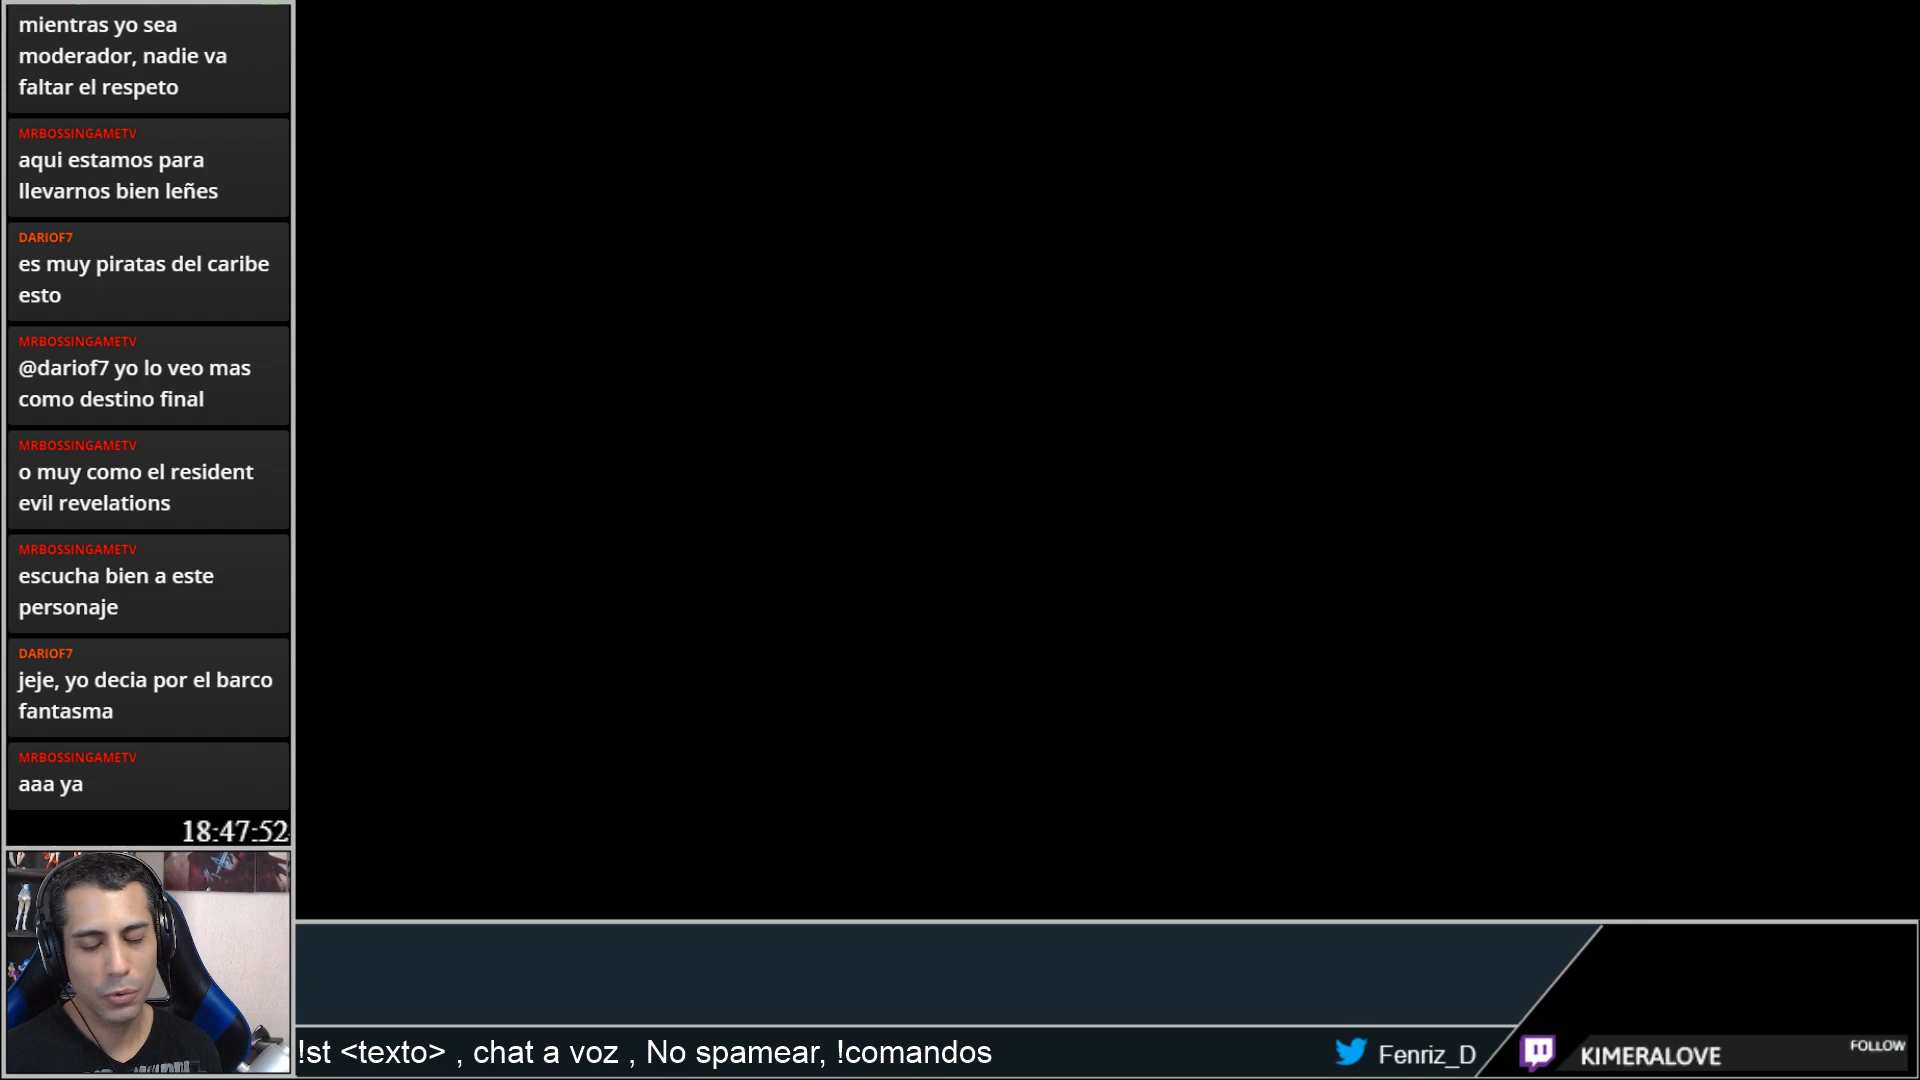 mientras yo sea
moderador, nadie va
faltar el respeto
MRBOSSINGAMETV
aqui estamos para
llevarnos bien leñes
DARIOF7
es muy piratas del caribe
esto
MRBOSSINGAMETV
@dariof7 yo lo veo mas
como destino final
MRBOSSINGAMETV
o muy como el resident
evil revelations
MRBOSSINGAMETV
escucha bien a este
personaje
DARIOF7
jeje, yo decia por el barco
fantasma
MRBOSSINGAMETV
aaa ya
18:47:52
!st <texto> , chat a voz , No spamear, !comandos
Fenriz_D
KIMERALOVE
FOLLOW